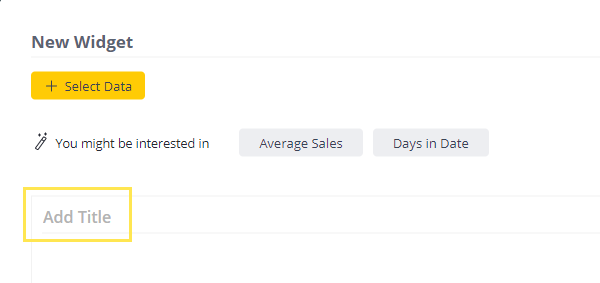 New Widget
+ Select Data
You might be interested in Average Sales Days in Date
Add Title